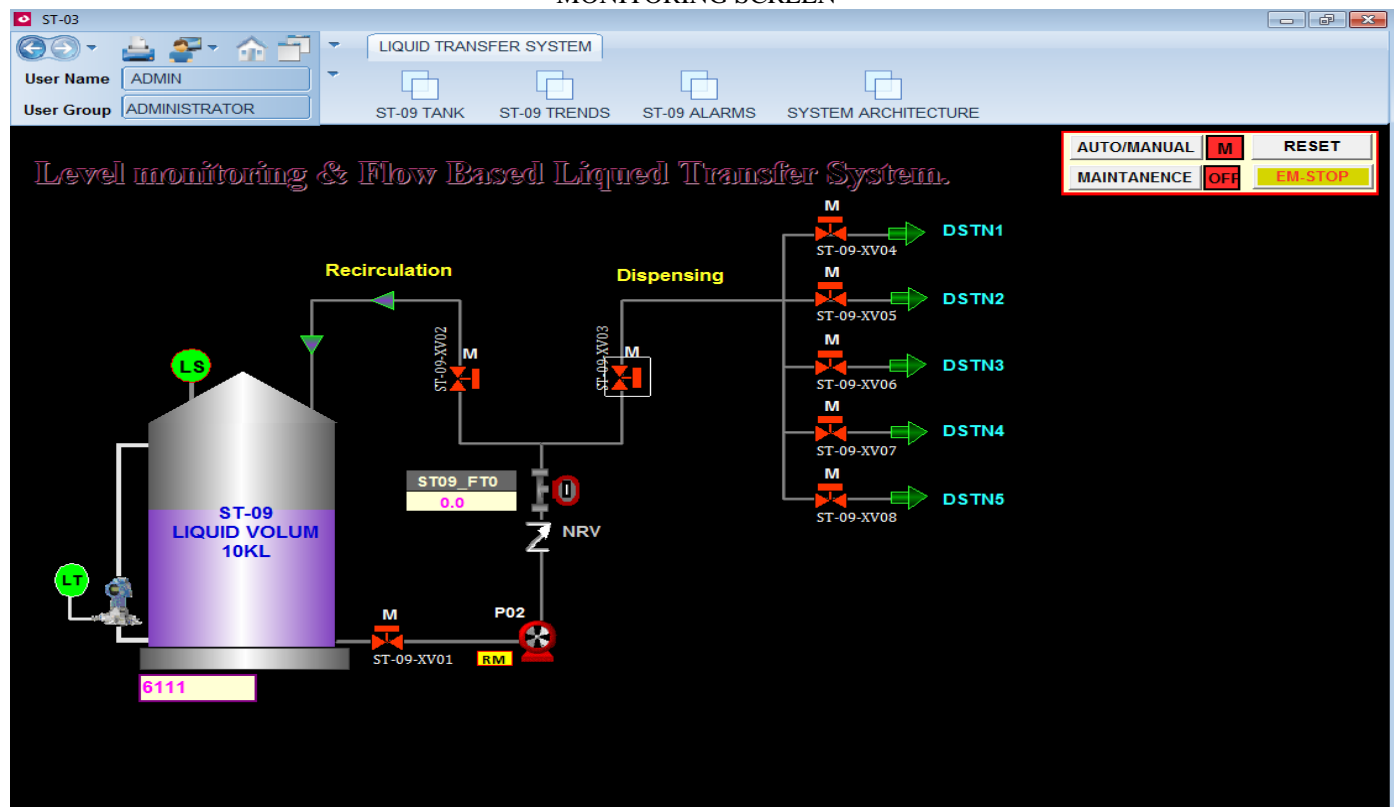 MONITORING SCREEN
ST-03
LIQUID TRANSFER SYSTEM
User Name ADMIN
User Group ADMINISTRATOR
ST-09 TANK ST-09 TRENDS ST-09 ALARMS SYSTEM ARCHITECTURE
AUTO/MANUAL M RESET
MAINTANENCE OFF EM-STOP
Level monitoring & Flow Based Liqued Transfer System.
M
DSTN1
ST-09-XV04
Recirculation
Dispensing
M
DSTN2
ST-09-XV05
M
DSTN3
ST-09-XV06
M
DSTN4
ST-09-XV07
M
DSTN5
ST-09-XV08
ST-09-XV02
M
ST-09-XV03
M
LS
ST09_FT0
0.0
NRV
ST-09
LIQUID VOLUM
10KL
LT
M
ST-09-XV01
P02
RM
6111